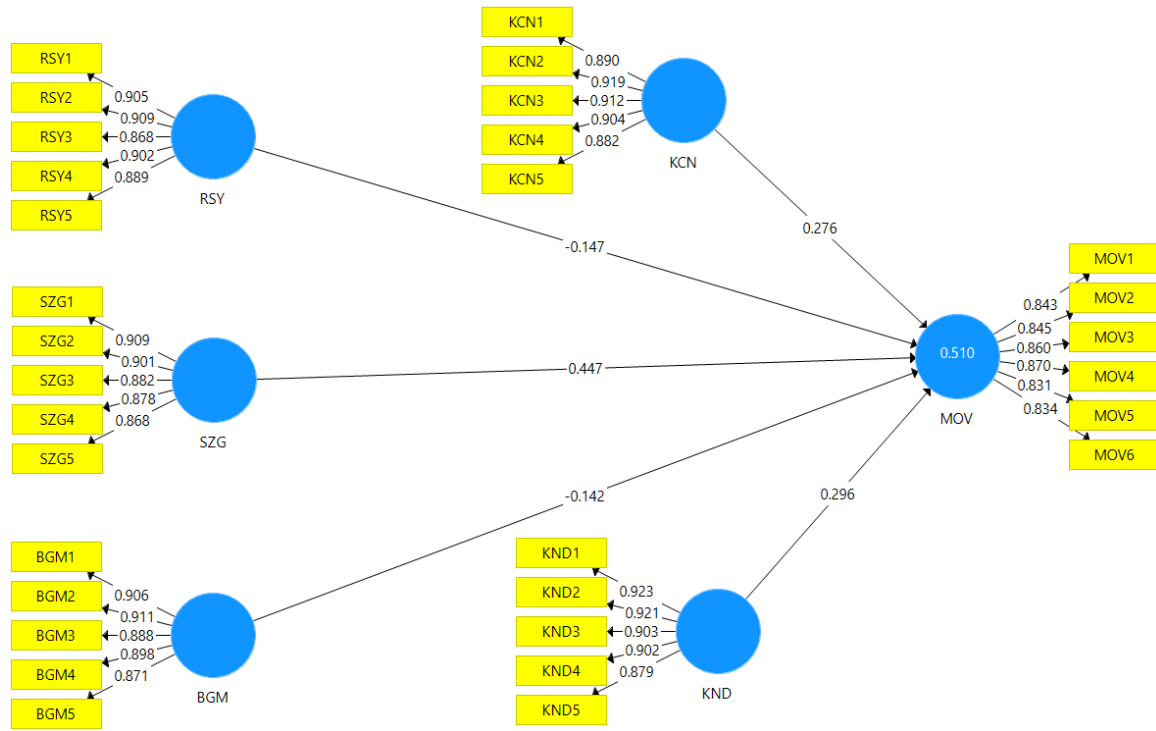 RSY1
RSY2
RSY3
RSY4
RSY5
0.905
0.909
0.868
0.902
0.889
RSY
KCN1
KCN2
KCN3
KCN4
KCN5
0.890
0.919
0.912
0.904
0.882
KCN
SZG1
SZG2
SZG3
SZG4
SZG5
0.909
0.901
0.882
0.878
0.868
SZG
BGM1
BGM2
BGM3
BGM4
BGM5
0.906
0.911
0.888
0.898
0.871
BGM
KND1
KND2
KND3
KND4
KND5
0.923
0.921
0.903
0.902
0.879
KND
-0.147
0.276
0.447
-0.142
0.296
0.510
MOV
0.843
0.845
0.860
0.870
0.831
0.834
MOV1
MOV2
MOV3
MOV4
MOV5
MOV6